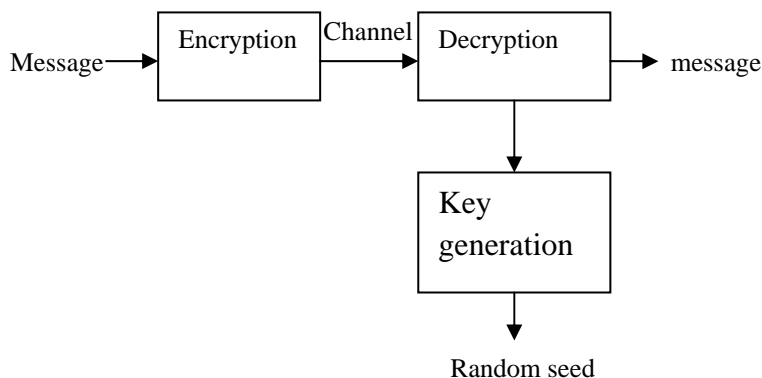 Message
Encryption
Channel
Decryption
message
Key
generation
Random seed